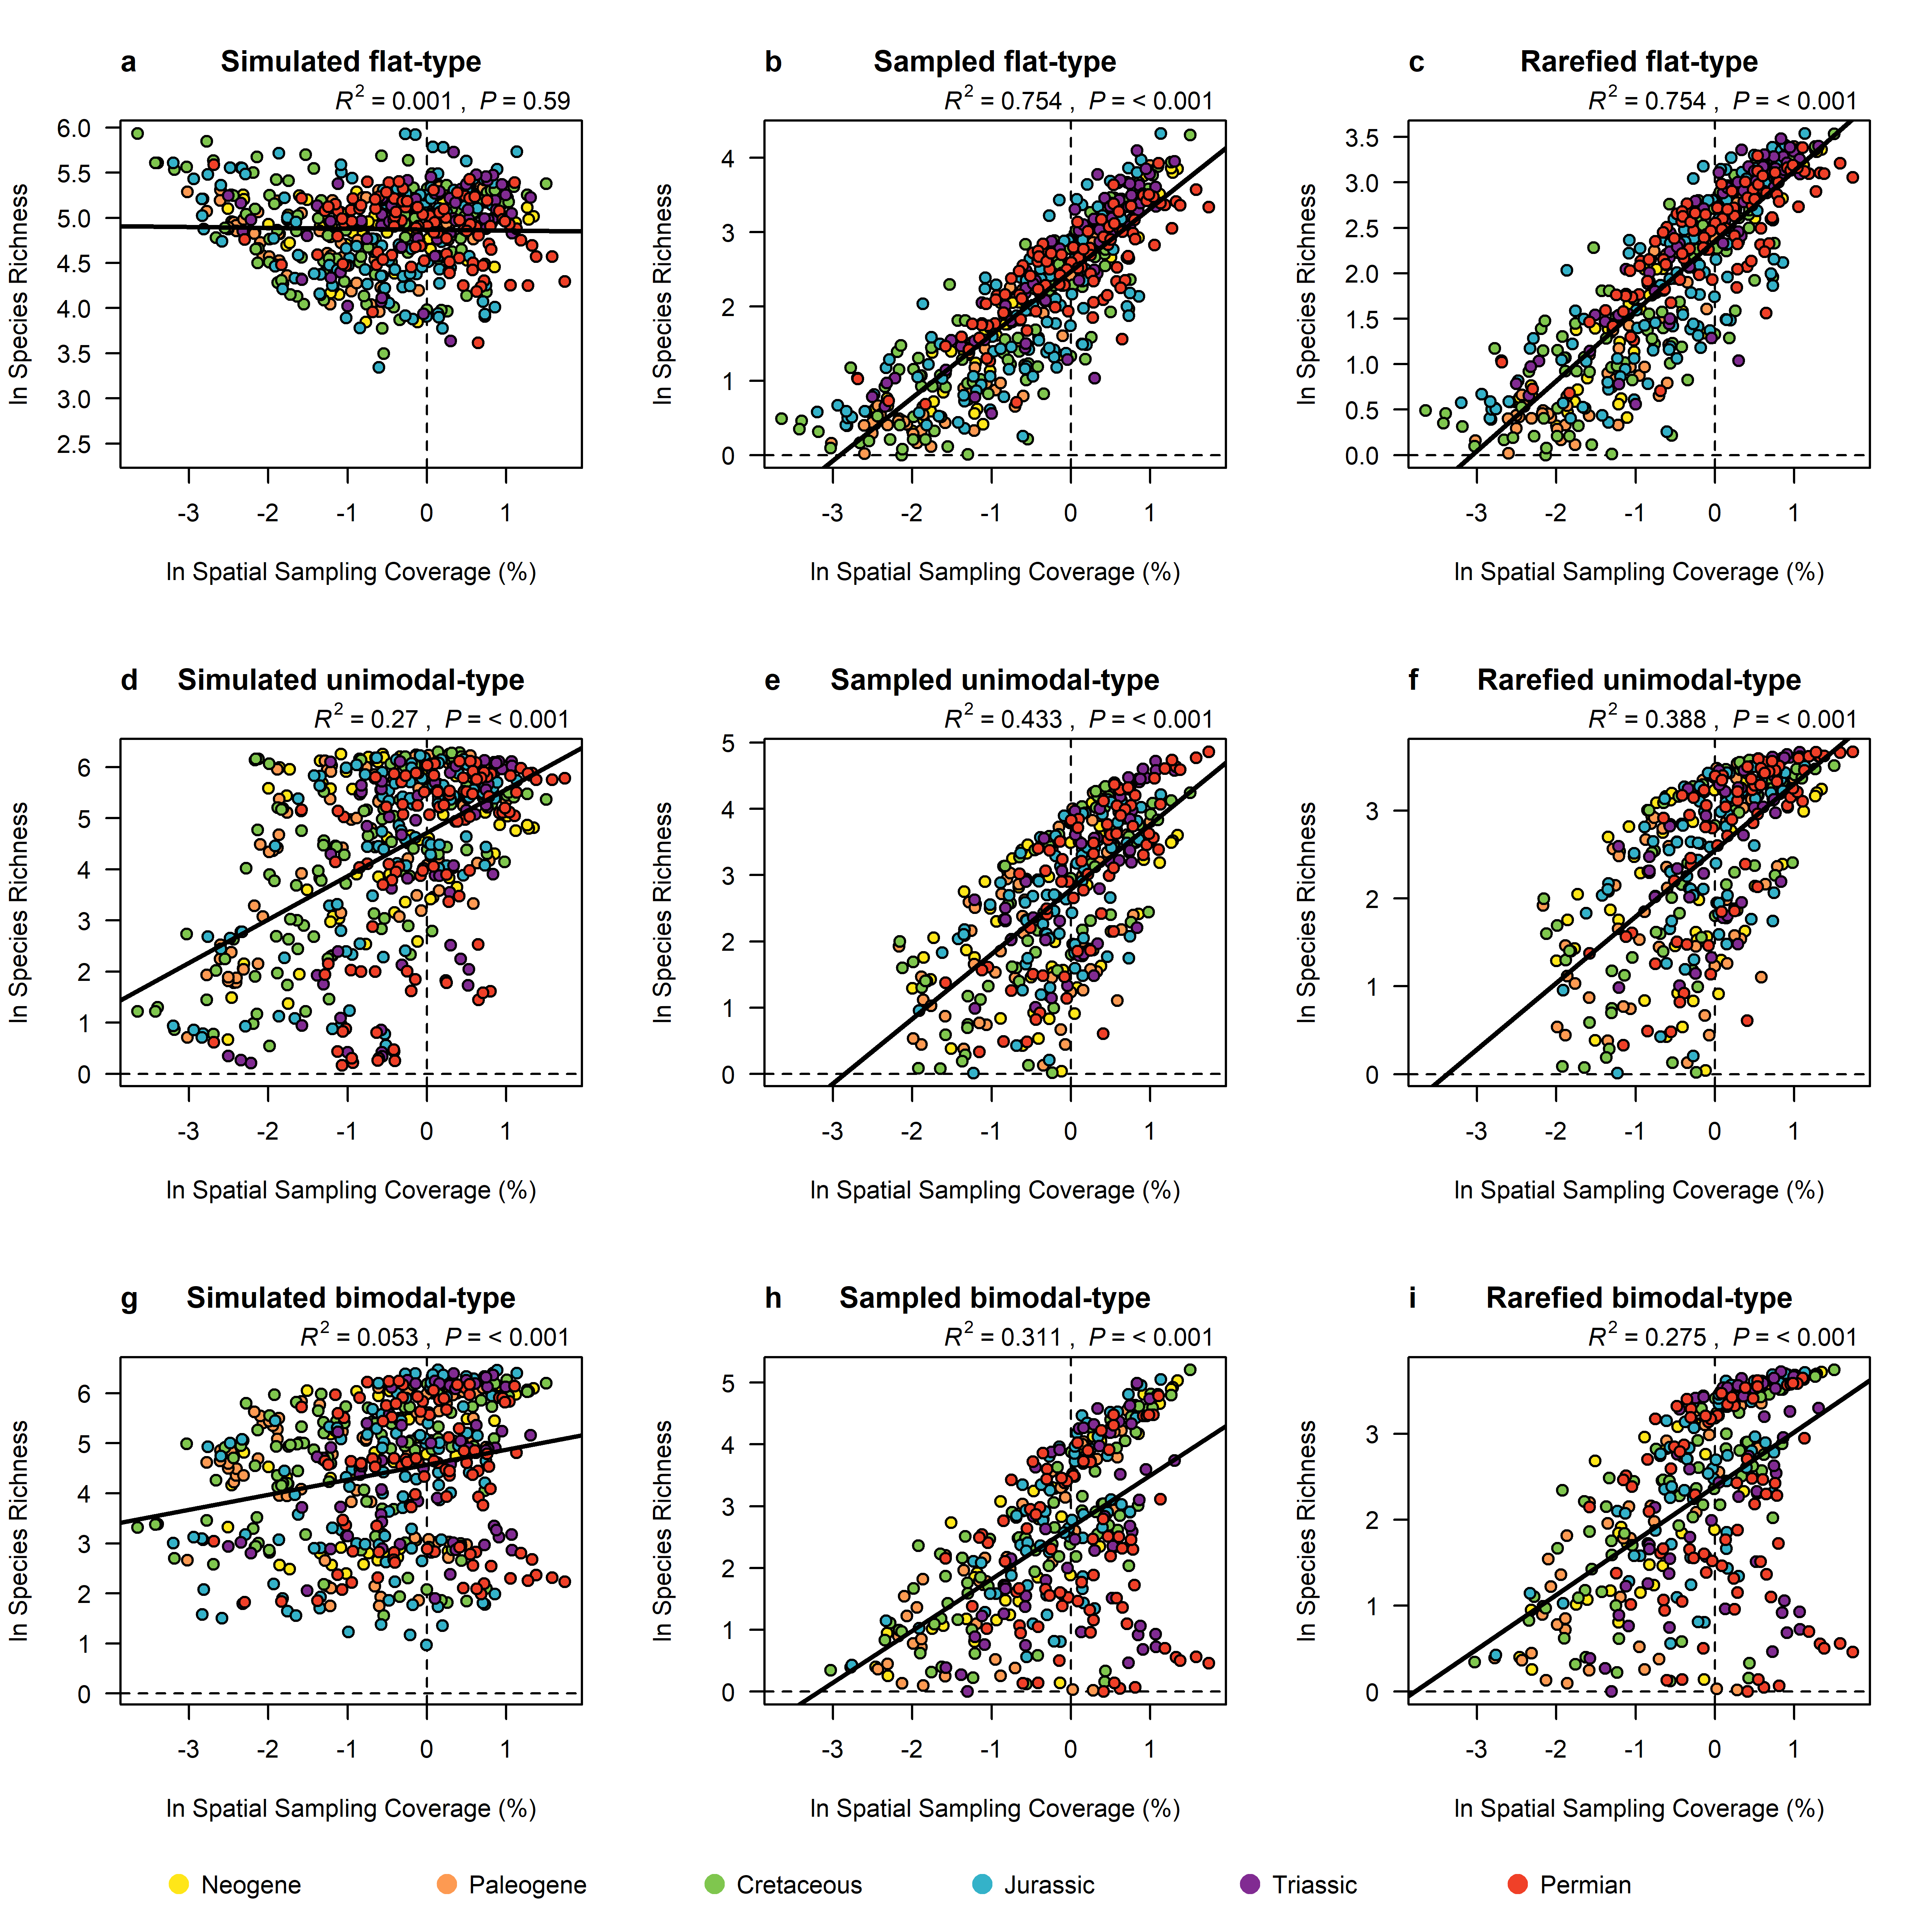 a Simulated flat-type
R² = 0.001 , P = 0.59
6.0
5.5
5.0
4.5
4.0
3.5
3.0
2.5
ln Species Richness
-3 -2 -1 0 1
ln Spatial Sampling Coverage (%)
b Sampled flat-type
R² = 0.754 , P = < 0.001
4
3
2
1
0
ln Species Richness
-3 -2 -1 0 1
ln Spatial Sampling Coverage (%)
c Rarefied flat-type
R² = 0.754 , P = < 0.001
3.5
3.0
2.5
2.0
1.5
1.0
0.5
0.0
ln Species Richness
-3 -2 -1 0 1
ln Spatial Sampling Coverage (%)
d Simulated unimodal-type
R² = 0.27 , P = < 0.001
6
5
4
3
2
1
0
ln Species Richness
-3 -2 -1 0 1
ln Spatial Sampling Coverage (%)
e Sampled unimodal-type
R² = 0.433 , P = < 0.001
5
4
3
2
1
0
ln Species Richness
-3 -2 -1 0 1
ln Spatial Sampling Coverage (%)
f Rarefied unimodal-type
R² = 0.388 , P = < 0.001
3
2
1
0
ln Species Richness
-3 -2 -1 0 1
ln Spatial Sampling Coverage (%)
g Simulated bimodal-type
R² = 0.053 , P = < 0.001
6
5
4
3
2
1
0
ln Species Richness
-3 -2 -1 0 1
ln Spatial Sampling Coverage (%)
h Sampled bimodal-type
R² = 0.311 , P = < 0.001
5
4
3
2
1
0
ln Species Richness
-3 -2 -1 0 1
ln Spatial Sampling Coverage (%)
i Rarefied bimodal-type
R² = 0.275 , P = < 0.001
3
2
1
0
ln Species Richness
-3 -2 -1 0 1
ln Spatial Sampling Coverage (%)
Neogene Paleogene Cretaceous Jurassic Triassic Permian